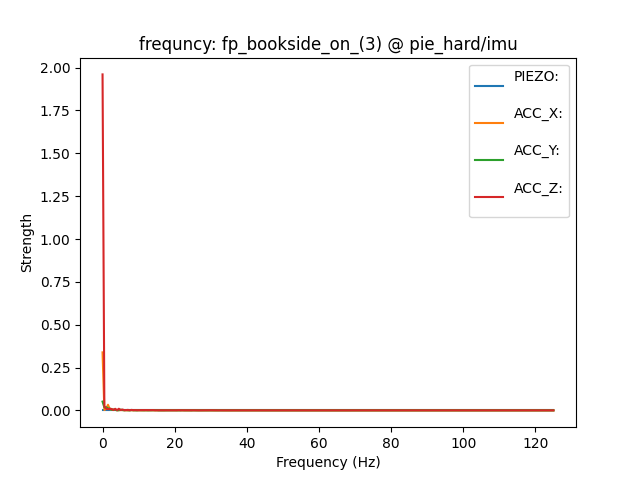 frequncy: fp_bookside_on_(3) @ pie_hard/imu
2.00
1.75
1.50
1.25
1.00
0.75
0.50
0.25
0.00
Strength
PIEZO:
ACC_X:
ACC_Y:
ACC_Z:
0 20 40 60 80 100 120
Frequency (Hz)